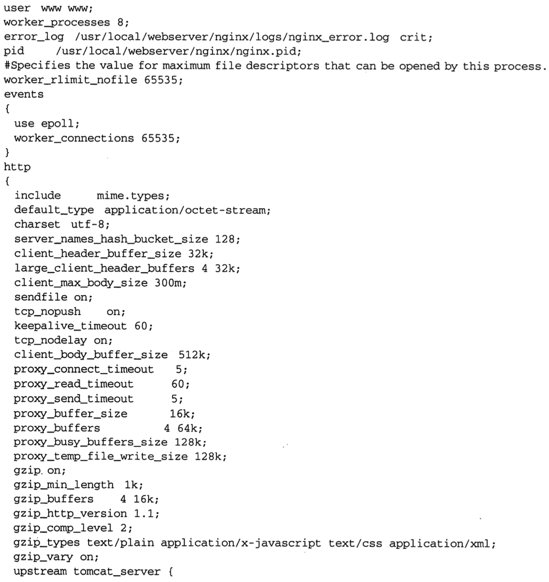 user www www;
worker_processes 8;
error_log /usr/local/webserver/nginx/logs/nginx_error.log crit;
pid /usr/local/webserver/nginx/nginx.pid;
#Specifies the value for maximum file descriptors that can be opened by this process.
worker_rlimit_nofile 65535;
events
{
use epoll;
worker_connections 65535;
}
http
{
include mime.types;
default_type application/octet-stream;
charset utf-8;
server_names_hash_bucket_size 128;
client_header_buffer_size 32k;
large_client_header_buffers 4 32k;
client_max_body_size 300m;
sendfile on;
tcp_nopush on;
keepalive_timeout 60;
tcp_nodelay on;
client_body_buffer_size 512k;
proxy_connect_timeout 5;
proxy_read_timeout 60;
proxy_send_timeout 5;
proxy_buffer_size 16k;
proxy_buffers 4 64k;
proxy_busy_buffers_size 128k;
proxy_temp_file_write_size 128k;
gzip on;
gzip_min_length 1k;
gzip_buffers 4 16k;
gzip_http_version 1.1;
gzip_comp_level 2;
gzip_types text/plain application/x-javascript text/css application/xml;
gzip_vary on;
upstream tomcat_server {